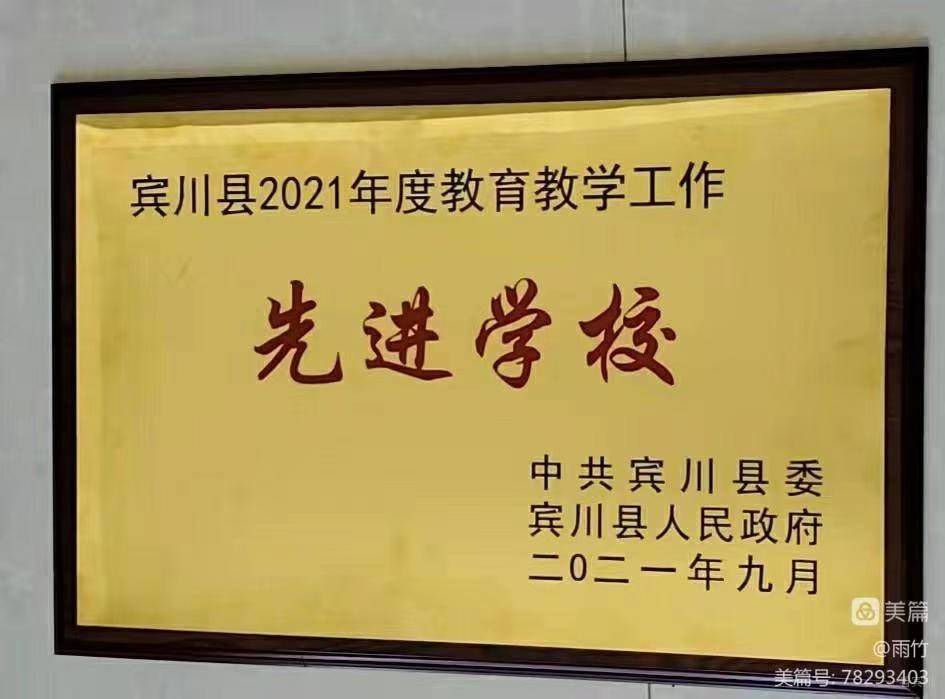 宾川县2021年度教育教学工作
先进学校
中共宾川县委
宾川县人民政府
二0二一年九月
美篇
@雨竹
美篇号: 78293403